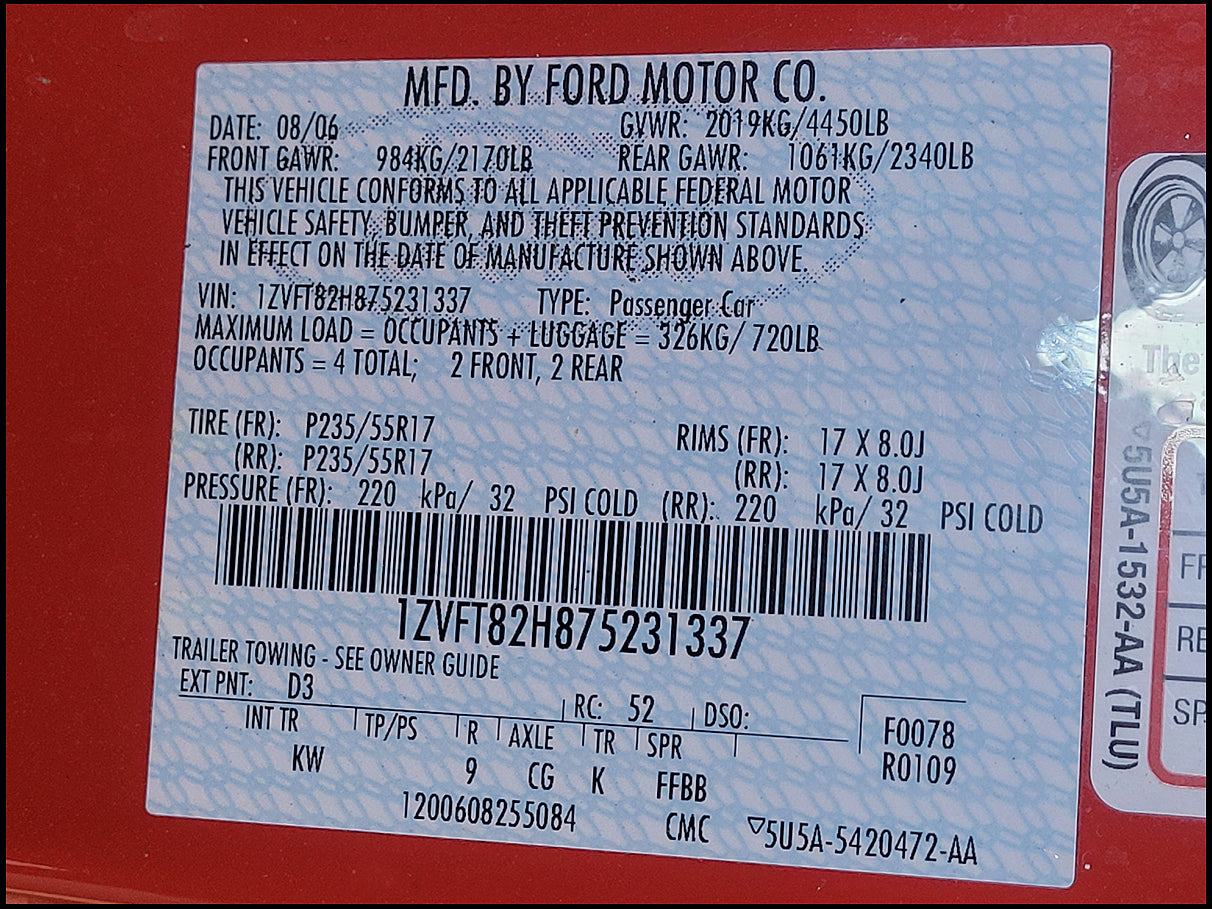 MFD. BY FORD MOTOR CO.
DATE: 08/06 GVWR: 2019KG/4450LB
FRONT GAWR: 984KG/2170LB REAR GAWR: 1061KG/2340LB
THIS VEHICLE CONFORMS TO ALL APPLICABLE FEDERAL MOTOR
VEHICLE SAFETY, BUMPER, AND THEFT PREVENTION STANDARDS
IN EFFECT ON THE DATE OF MANUFACTURE SHOWN ABOVE.
VIN: 1ZVFT82H875231337 TYPE: Passenger Car
MAXIMUM LOAD = OCCUPANTS + LUGGAGE = 326KG/ 720LB
OCCUPANTS = 4 TOTAL; 2 FRONT, 2 REAR
TIRE (FR): P235/55R17 RIMS (FR): 17 X 8.0J
(RR): P235/55R17 (RR): 17 X 8.0J
PRESSURE (FR): 220 kPa/ 32 PSI COLD (RR): 220 kPa/ 32 PSI COLD
1ZVFT82H875231337
TRAILER TOWING - SEE OWNER GUIDE
EXT PNT: D3 RC: 52 DSO:
INT TR TP/PS R AXLE TR SPR F0078
KW 9 CG K FFBB R0109
1200608255084 CMC ▽5U5A-5420472-AA
The
▽5U5A-1532-AA (TLU)
RE
SP